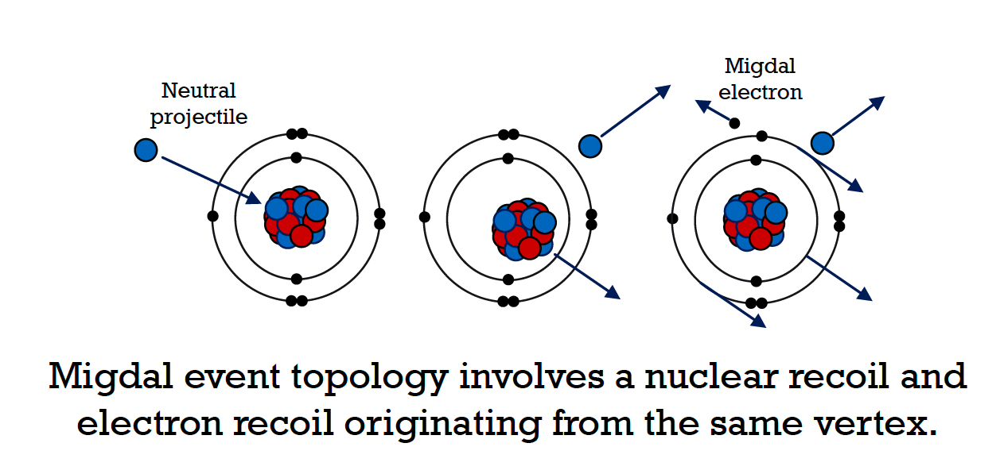 Neutral
projectile
Migdal
electron
Migdal event topology involves a nuclear recoil and
electron recoil originating from the same vertex.